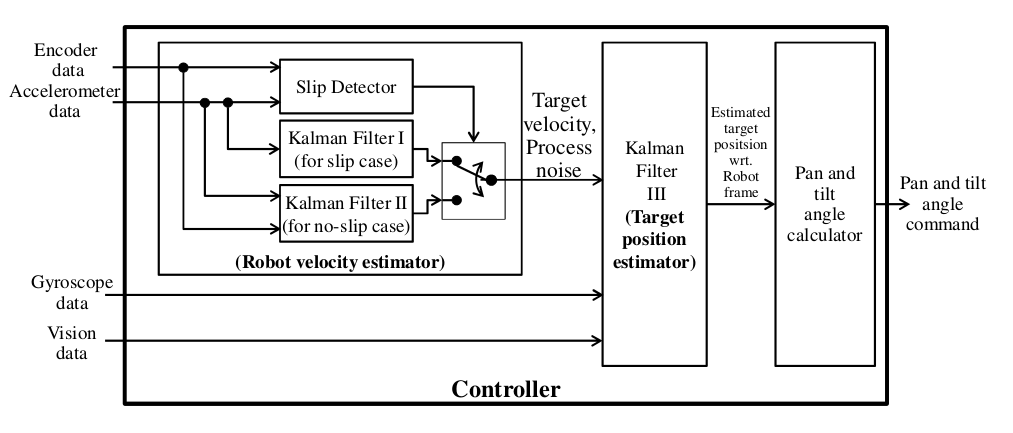 Encoder
data
Accelerometer
data
Slip Detector
Kalman Filter I
(for slip case)
Kalman Filter II
(for no-slip case)
(Robot velocity estimator)
Target
velocity,
Process
noise
Gyroscope
data
Vision
data
Kalman
Filter
III
(Target
position
estimator)
Estimated
target
positsion
wrt.
Robot
frame
Pan and
tilt
angle
calculator
Pan and tilt
angle
command
Controller